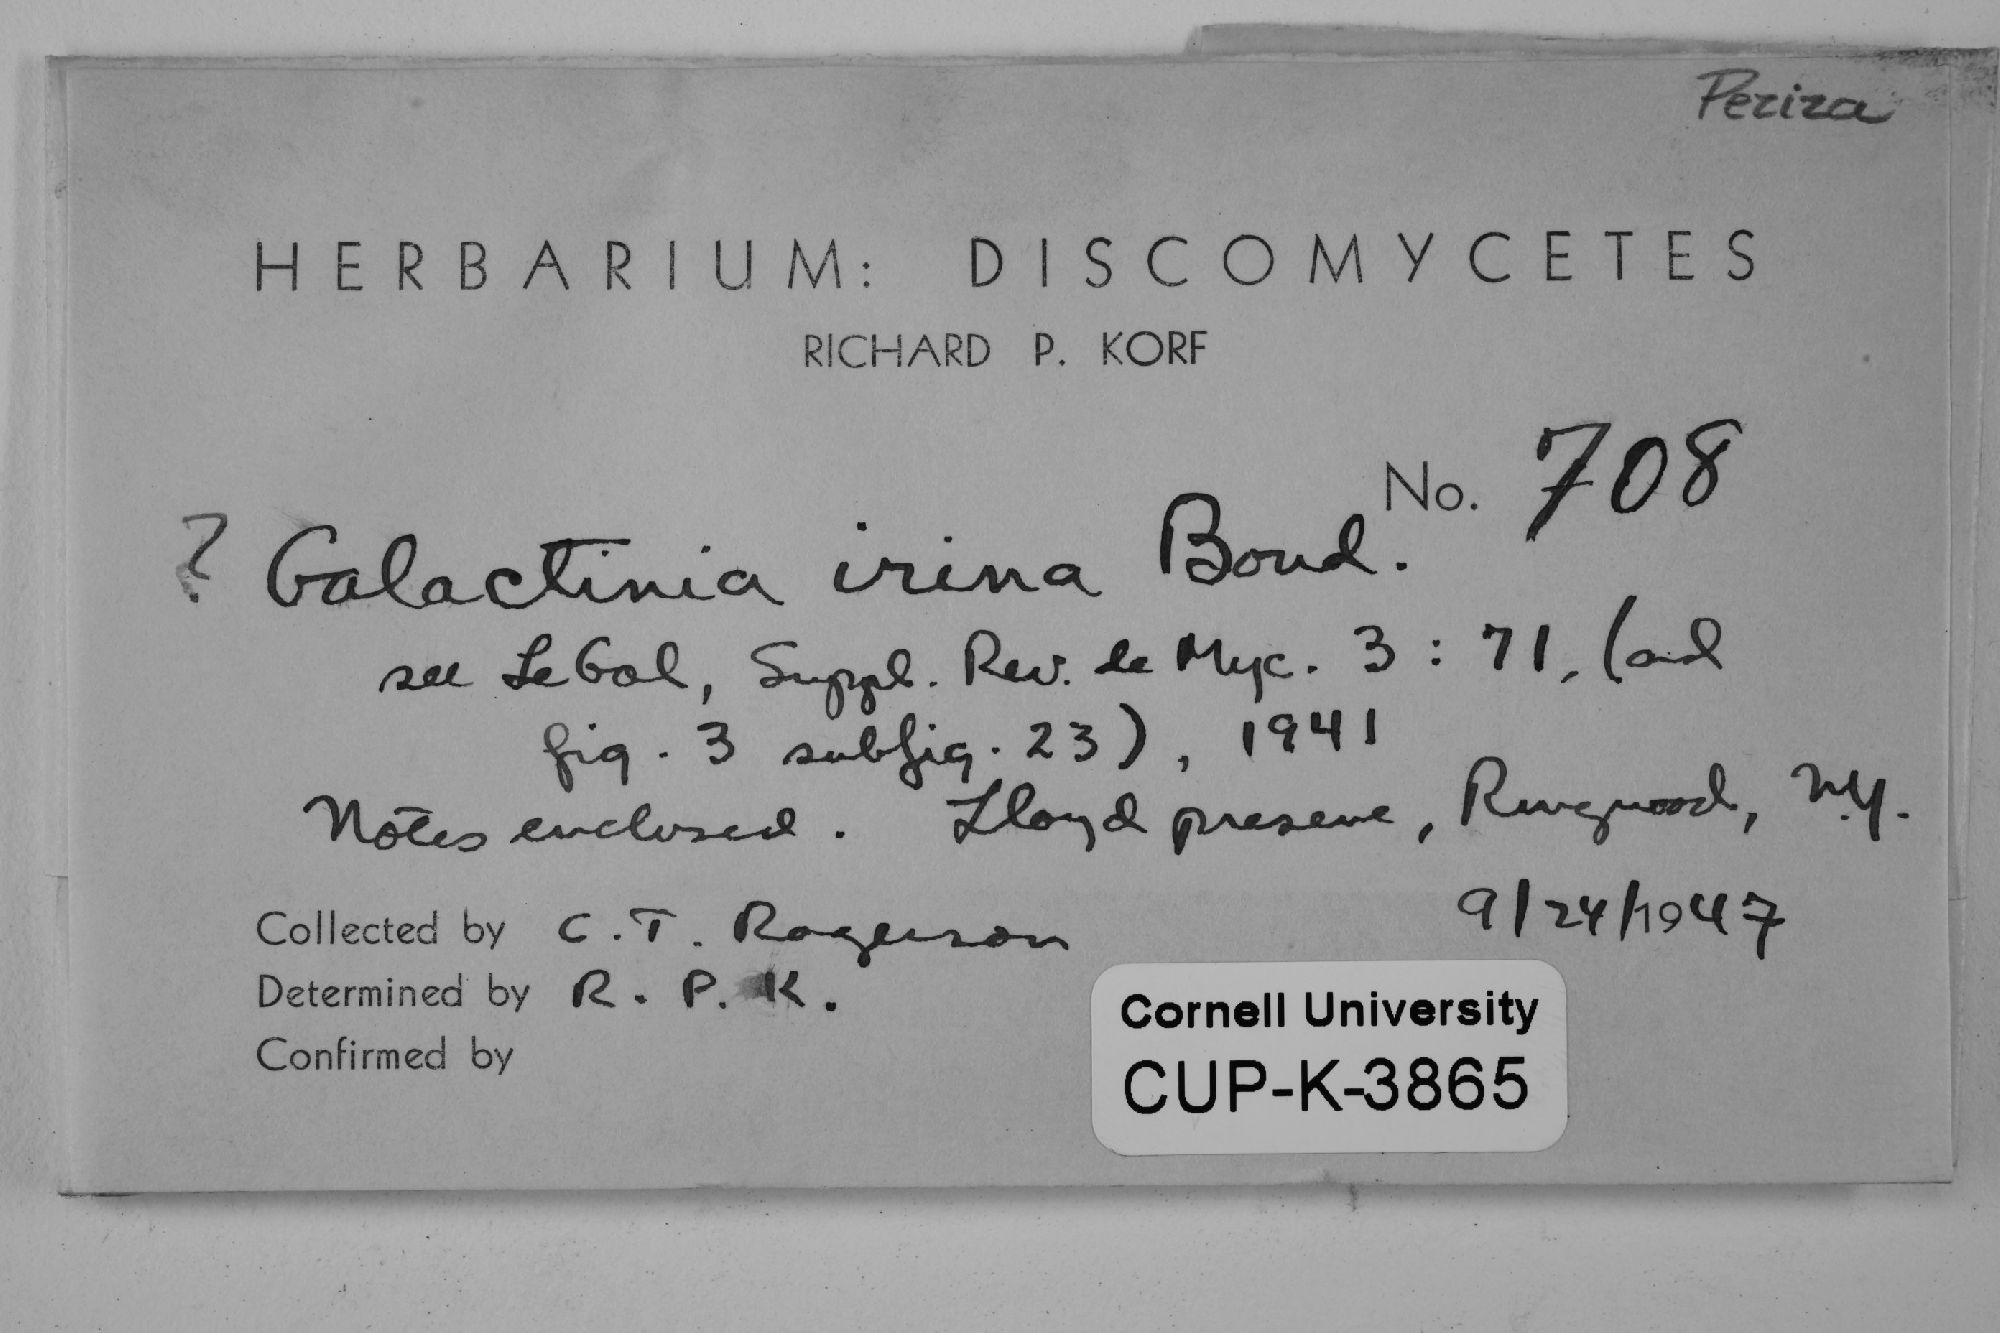 Peziza
HERBARIUM: DISCOMYCETES
RICHARD P. KORF
No. 708
? Galactinia irina Boud.
see LeGal, Suppl. Rev. de Myc. 3 : 71, (and
fig. 3 subfig. 23), 1941
Notes enclosed. Lloyd preserve, Ringwood, N.Y.
Collected by C.T. Rogerson 9/24/1947
Determined by R.P.K.
Confirmed by
Cornell University
CUP-K-3865